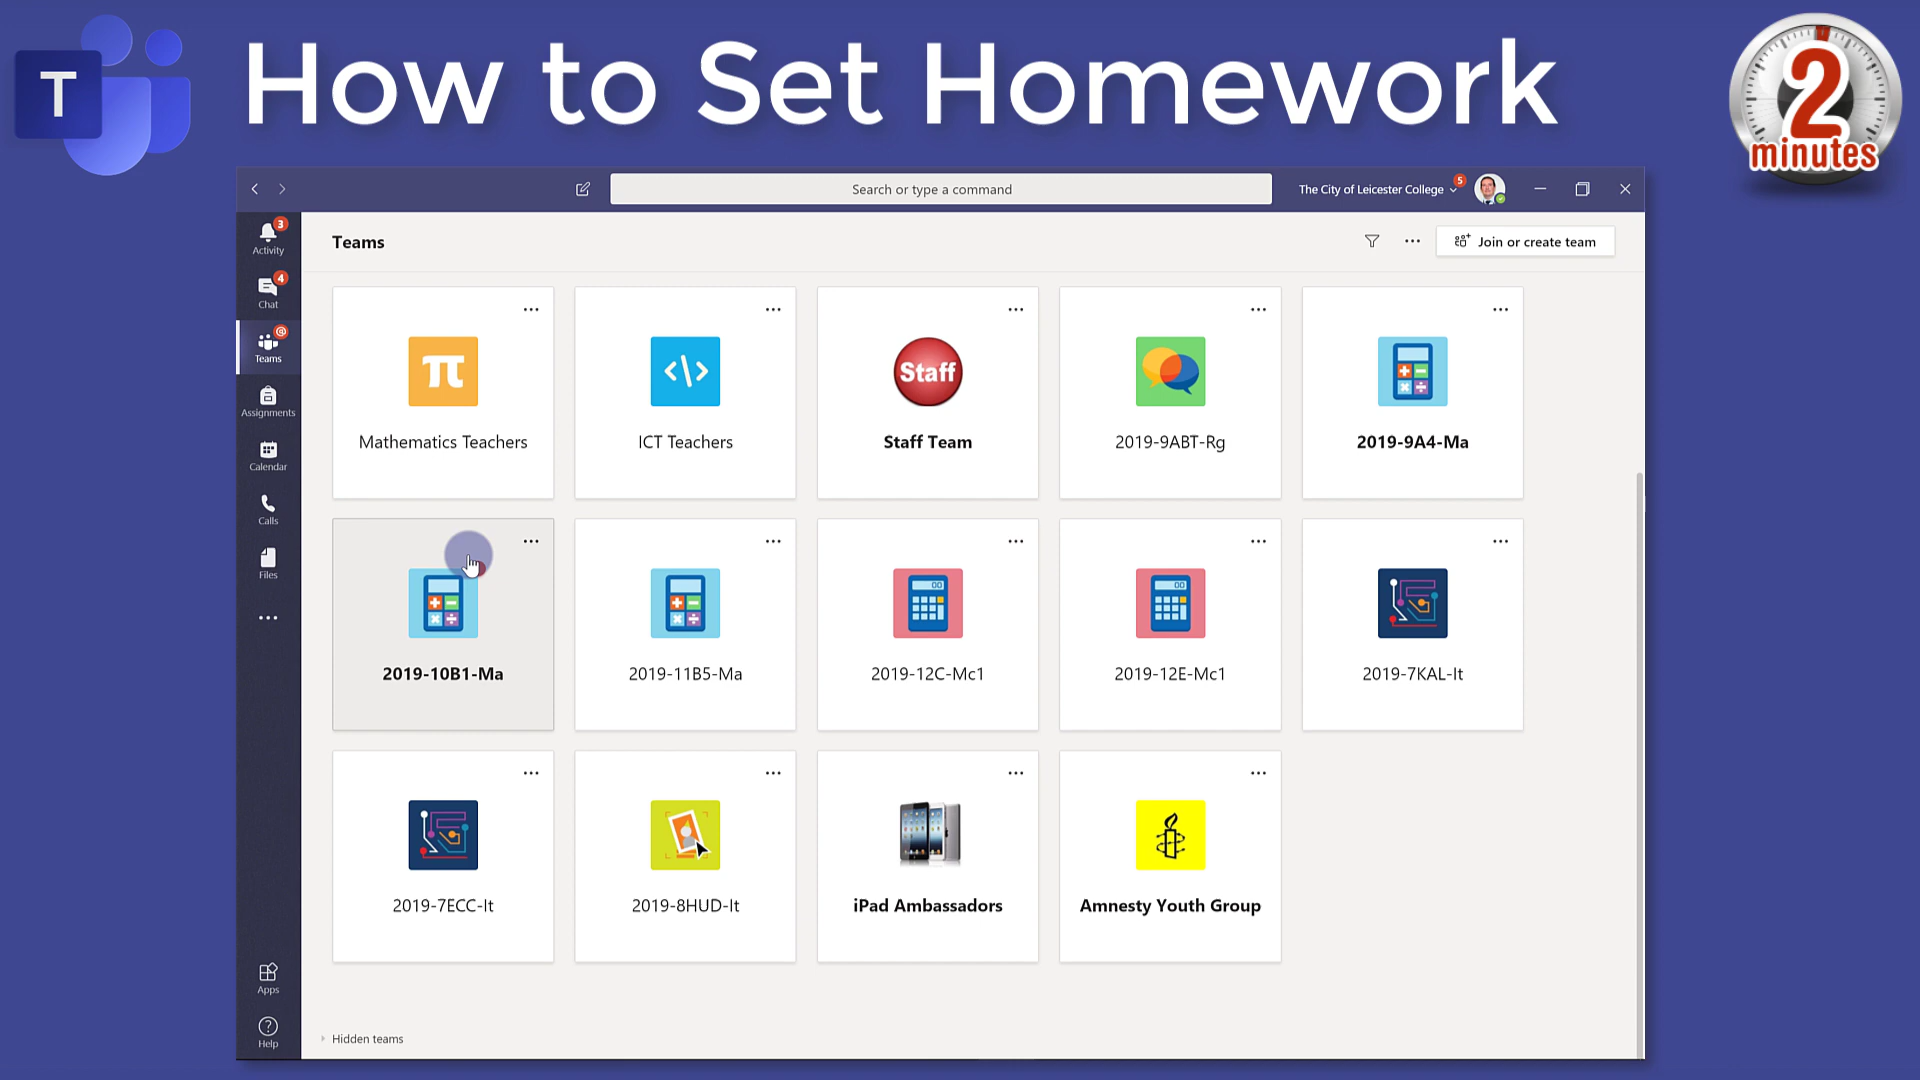 T
How to Set Homework
2
minutes
Search or type a command
The City of Leicester College
5
3
Activity
4
Chat
@
Teams
Assignments
Calendar
Calls
Files
Apps
Help
Teams
Join or create team
π
Mathematics Teachers
<\>
ICT Teachers
Staff
Staff Team
2019-9ABT-Rg
2019-9A4-Ma
2019-10B1-Ma
2019-11B5-Ma
2019-12C-Mc1
2019-12E-Mc1
2019-7KAL-It
2019-7ECC-It
2019-8HUD-It
iPad Ambassadors
Amnesty Youth Group
Hidden teams